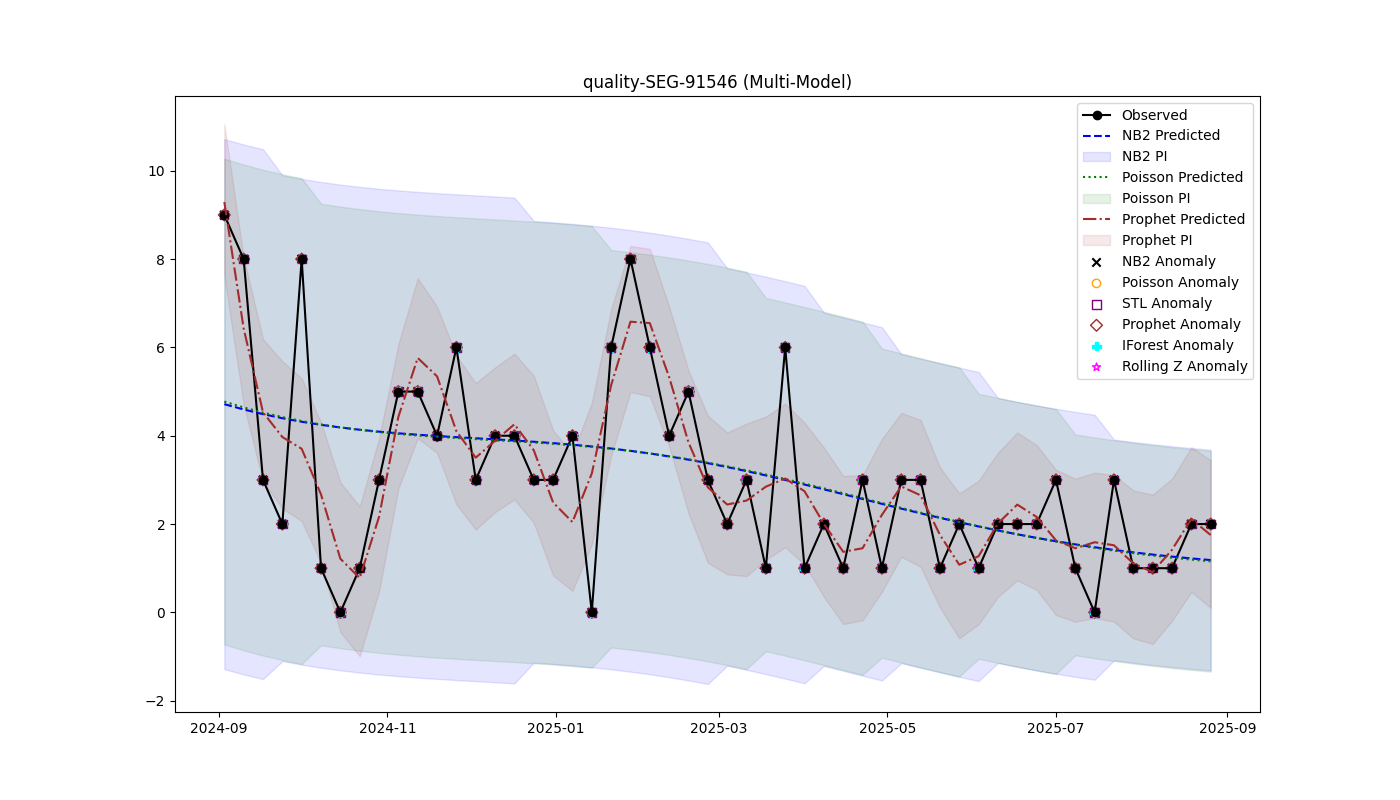 quality-SEG-91546 (Multi-Model)
Observed
NB2 Predicted
NB2 PI
Poisson Predicted
Poisson PI
Prophet Predicted
Prophet PI
NB2 Anomaly
Poisson Anomaly
STL Anomaly
Prophet Anomaly
IForest Anomaly
Rolling Z Anomaly
10
8
6
4
2
0
−2
2024-09
2024-11
2025-01
2025-03
2025-05
2025-07
2025-09